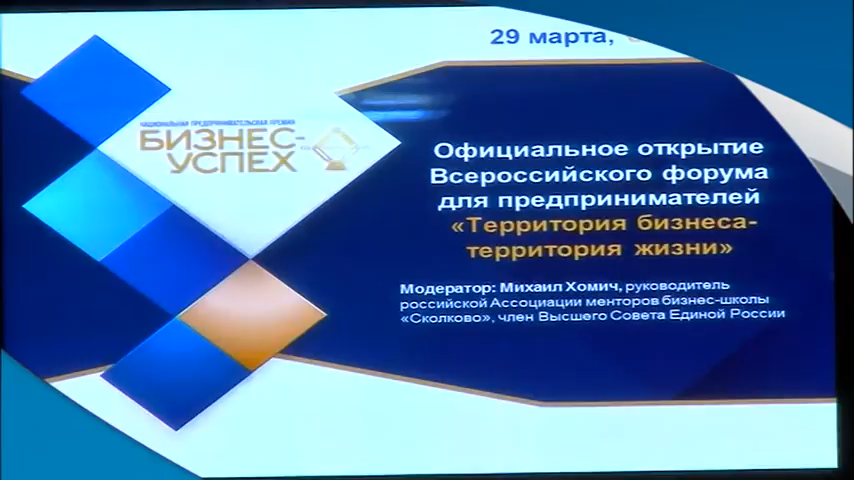 29 марта,
НАЦИОНАЛЬНАЯ ПРЕДПРИНИМАТЕЛЬСКАЯ ПРЕМИЯ
БИЗНЕС-
УСПЕХ
Официальное открытие
Всероссийского форума
для предпринимателей
«Территория бизнеса-
территория жизни»
Модератор: Михаил Хомич, руководитель
российской Ассоциации менторов бизнес-школы
«Сколково», член Высшего Совета Единой России